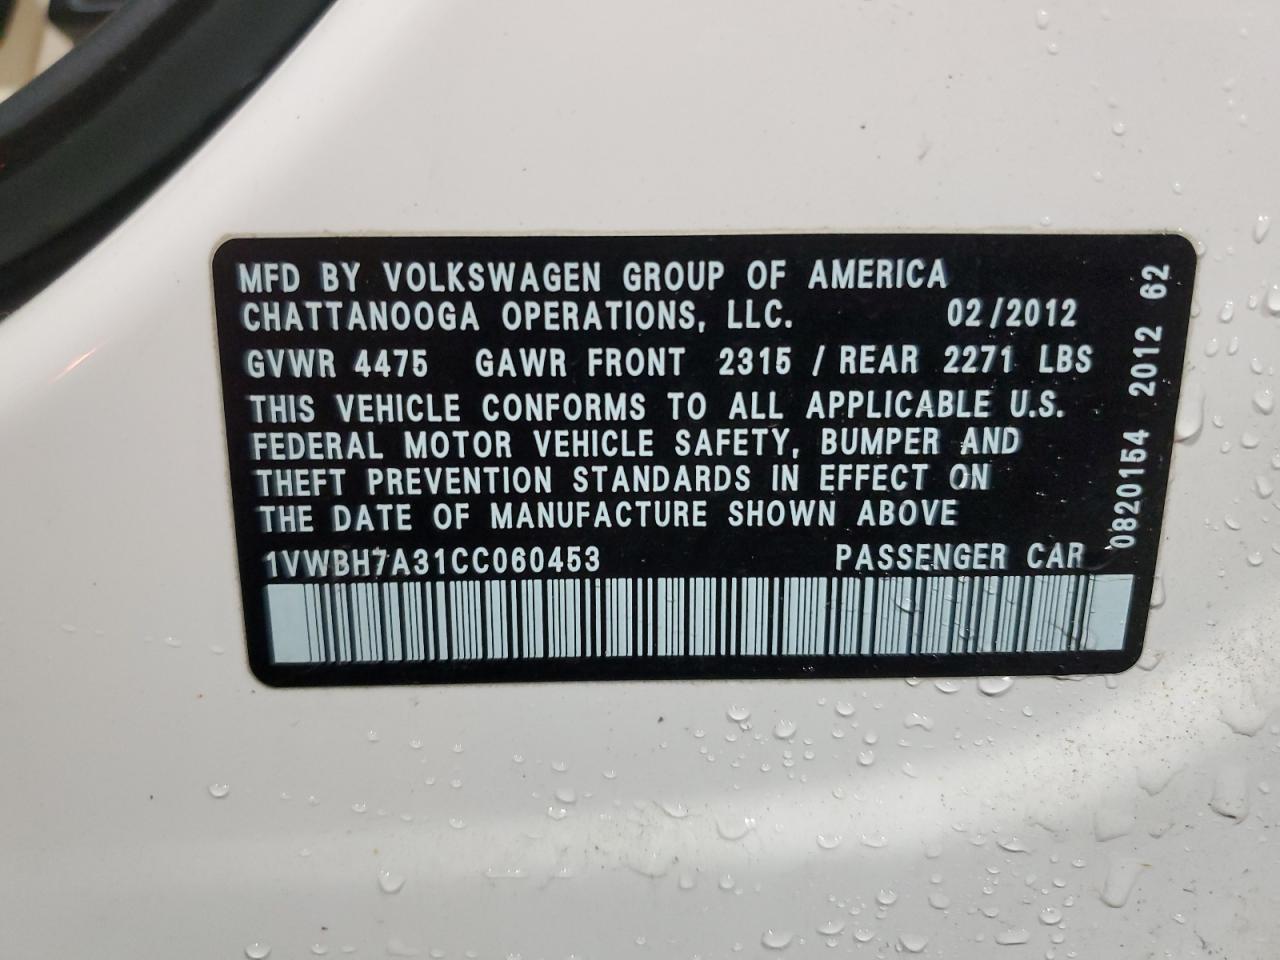 MFD BY VOLKSWAGEN GROUP OF AMERICA
CHATTANOOGA OPERATIONS, LLC. 02/2012
GVWR 4475 GAWR FRONT 2315 / REAR 2271 LBS
THIS VEHICLE CONFORMS TO ALL APPLICABLE U.S.
FEDERAL MOTOR VEHICLE SAFETY, BUMPER AND
THEFT PREVENTION STANDARDS IN EFFECT ON
THE DATE OF MANUFACTURE SHOWN ABOVE
1VWBH7A31CC060453 PASSENGER CAR
0820154 2012 62